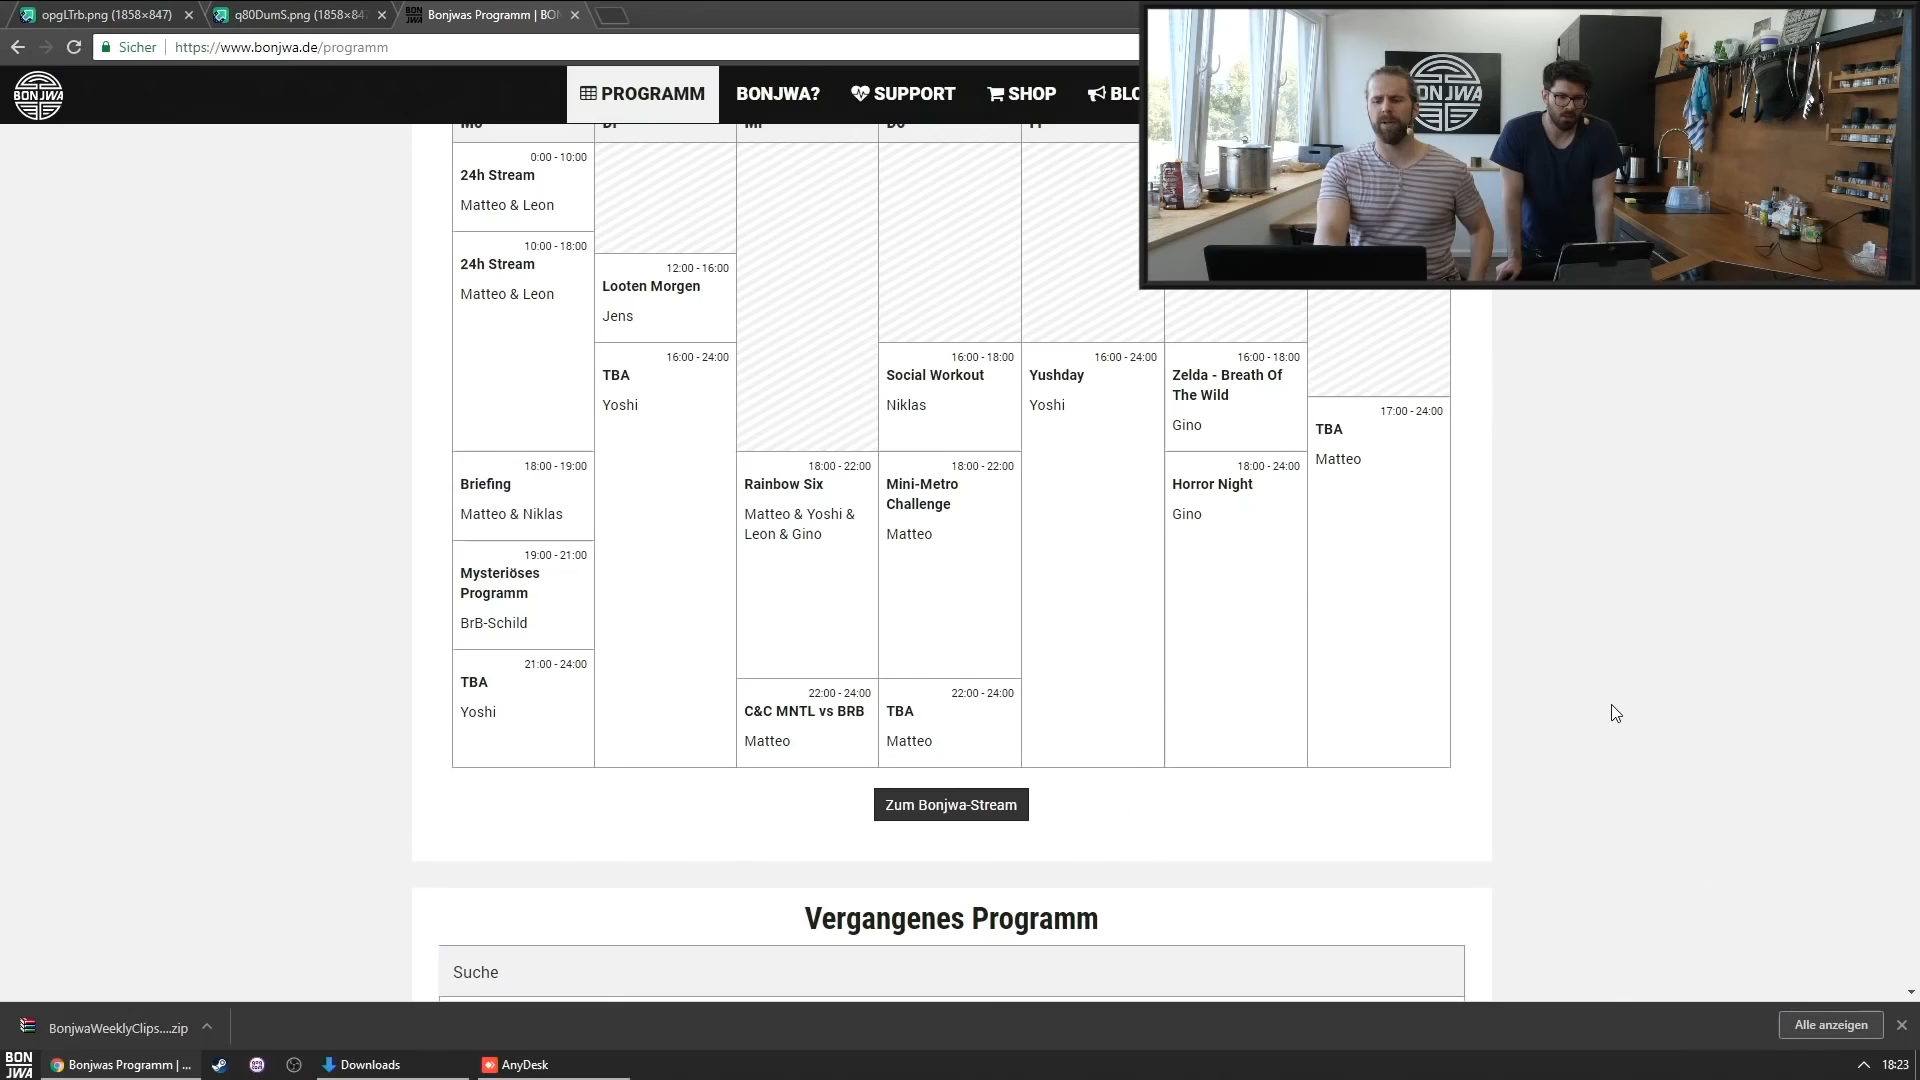 opgLTrb.png (1858×847)
q80DumS.png (1858×84
Bonjwas Programm | BO
Sicher
https://www.bonjwa.de/programm
BONJWA
PROGRAMM
BONJWA?
SUPPORT
SHOP
BLO
BONJWA
Mo
Di
Mi
Do
Fr
0:00 - 10:00
24h Stream
Matteo & Leon
10:00 - 18:00
24h Stream
Matteo & Leon
18:00 - 19:00
Briefing
Matteo & Niklas
19:00 - 21:00
Mysteriöses
Programm
BrB-Schild
21:00 - 24:00
TBA
Yoshi
12:00 - 16:00
Looten Morgen
Jens
16:00 - 24:00
TBA
Yoshi
18:00 - 22:00
Rainbow Six
Matteo & Yoshi &
Leon & Gino
22:00 - 24:00
C&C MNTL vs BRB
Matteo
16:00 - 18:00
Social Workout
Niklas
18:00 - 22:00
Mini-Metro
Challenge
Matteo
22:00 - 24:00
TBA
Matteo
16:00 - 24:00
Yushday
Yoshi
16:00 - 18:00
Zelda - Breath Of
The Wild
Gino
18:00 - 24:00
Horror Night
Gino
17:00 - 24:00
TBA
Matteo
Zum Bonjwa-Stream
Vergangenes Programm
Suche
BonjwaWeeklyClips....zip
Alle anzeigen
BON
JWA
Bonjwas Programm | ...
Downloads
AnyDesk
18:23